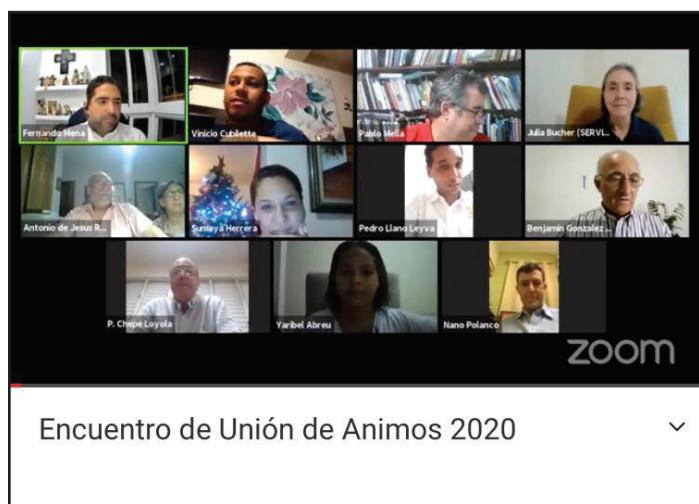 Fernando Mena
Vinicio Cubilette
Pablo Mella
Julia Bucher (SERVI...
Antonio de Jesus R...
Sumaya Herrera
Pedro Llano Leyva
Benjamin Gonzalez ...
P. Chepe Loyola
Yaribel Abreu
Nano Polanco
zoom
Encuentro de Unión de Animos 2020